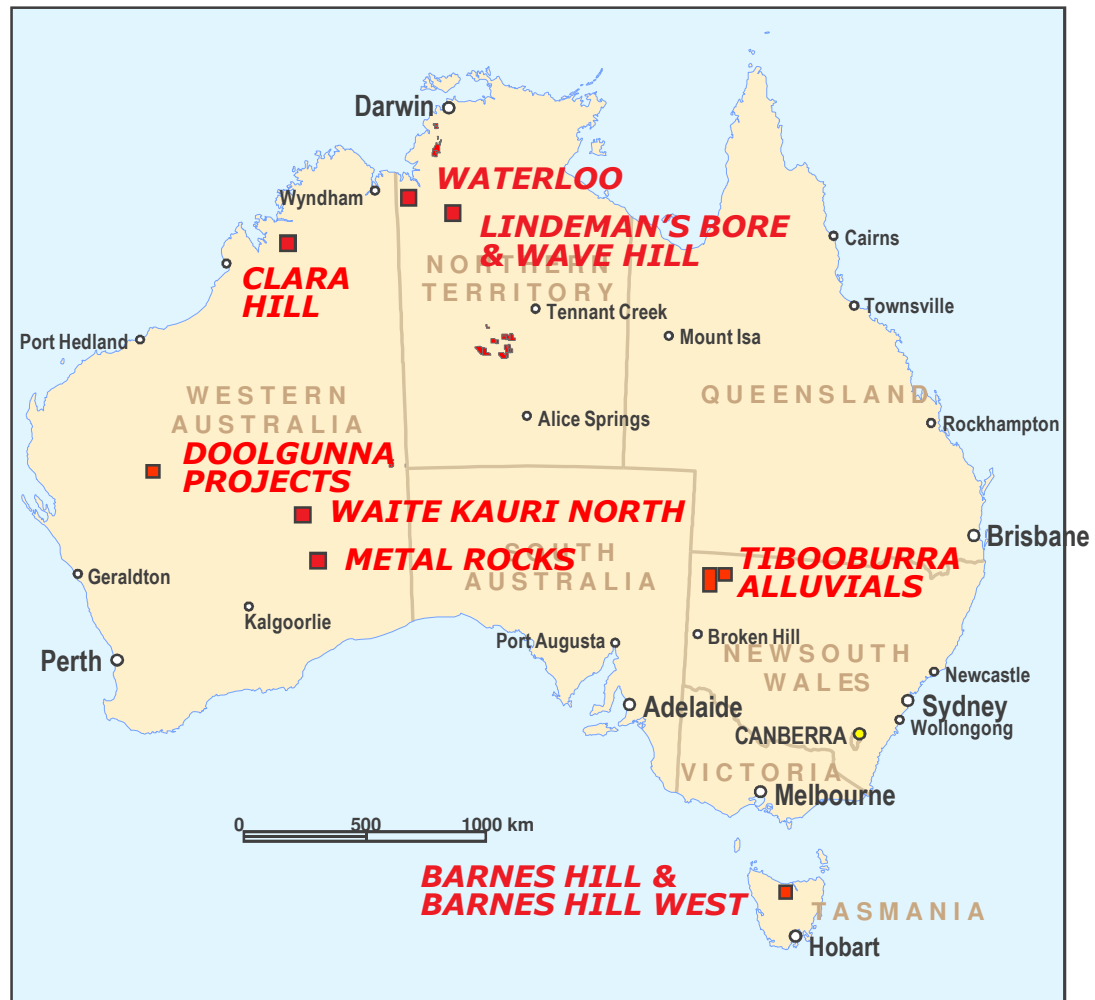 Darwin
WATERLOO
Wyndham
LINDEMAN'S BORE
& WAVE HILL
Cairns
NORTHERN
TERRITORY
CLARA
HILL
Tennant Creek
Townsville
Port Hedland
Mount Isa
WESTERN
AUSTRALIA
QUEENSLAND
Alice Springs
Rockhampton
DOOLGUNNA
PROJECTS
WAITE KAURI NORTH
Brisbane
METAL ROCKS
SOUTH
AUSTRALIA
TIBOOBURRA
ALLUVIALS
Geraldton
Kalgoorlie
Port Augusta
Broken Hill
NEWSOUTH
WALES
Perth
Newcastle
Adelaide
Sydney
Wollongong
CANBERRA
VICTORIA
Melbourne
0 500 1000 km
BARNES HILL &
BARNES HILL WEST
TASMANIA
Hobart